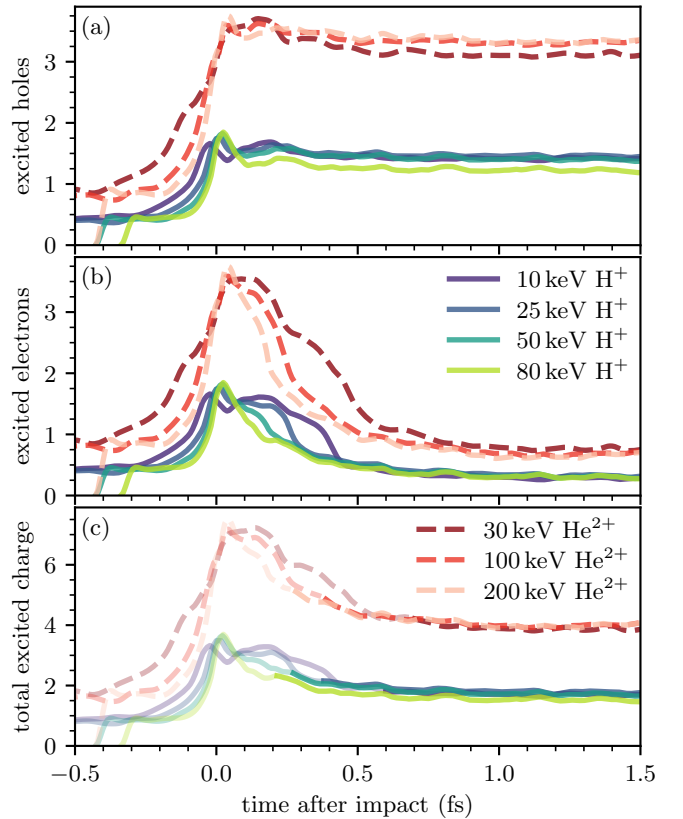 (a)
3
2
1
0
excited holes
(b)
10 keV H⁺
25 keV H⁺
50 keV H⁺
80 keV H⁺
3
2
1
0
excited electrons
(c)
30 keV He²⁺
100 keV He²⁺
200 keV He²⁺
6
4
2
0
total excited charge
−0.5 0.0 0.5 1.0 1.5
time after impact (fs)